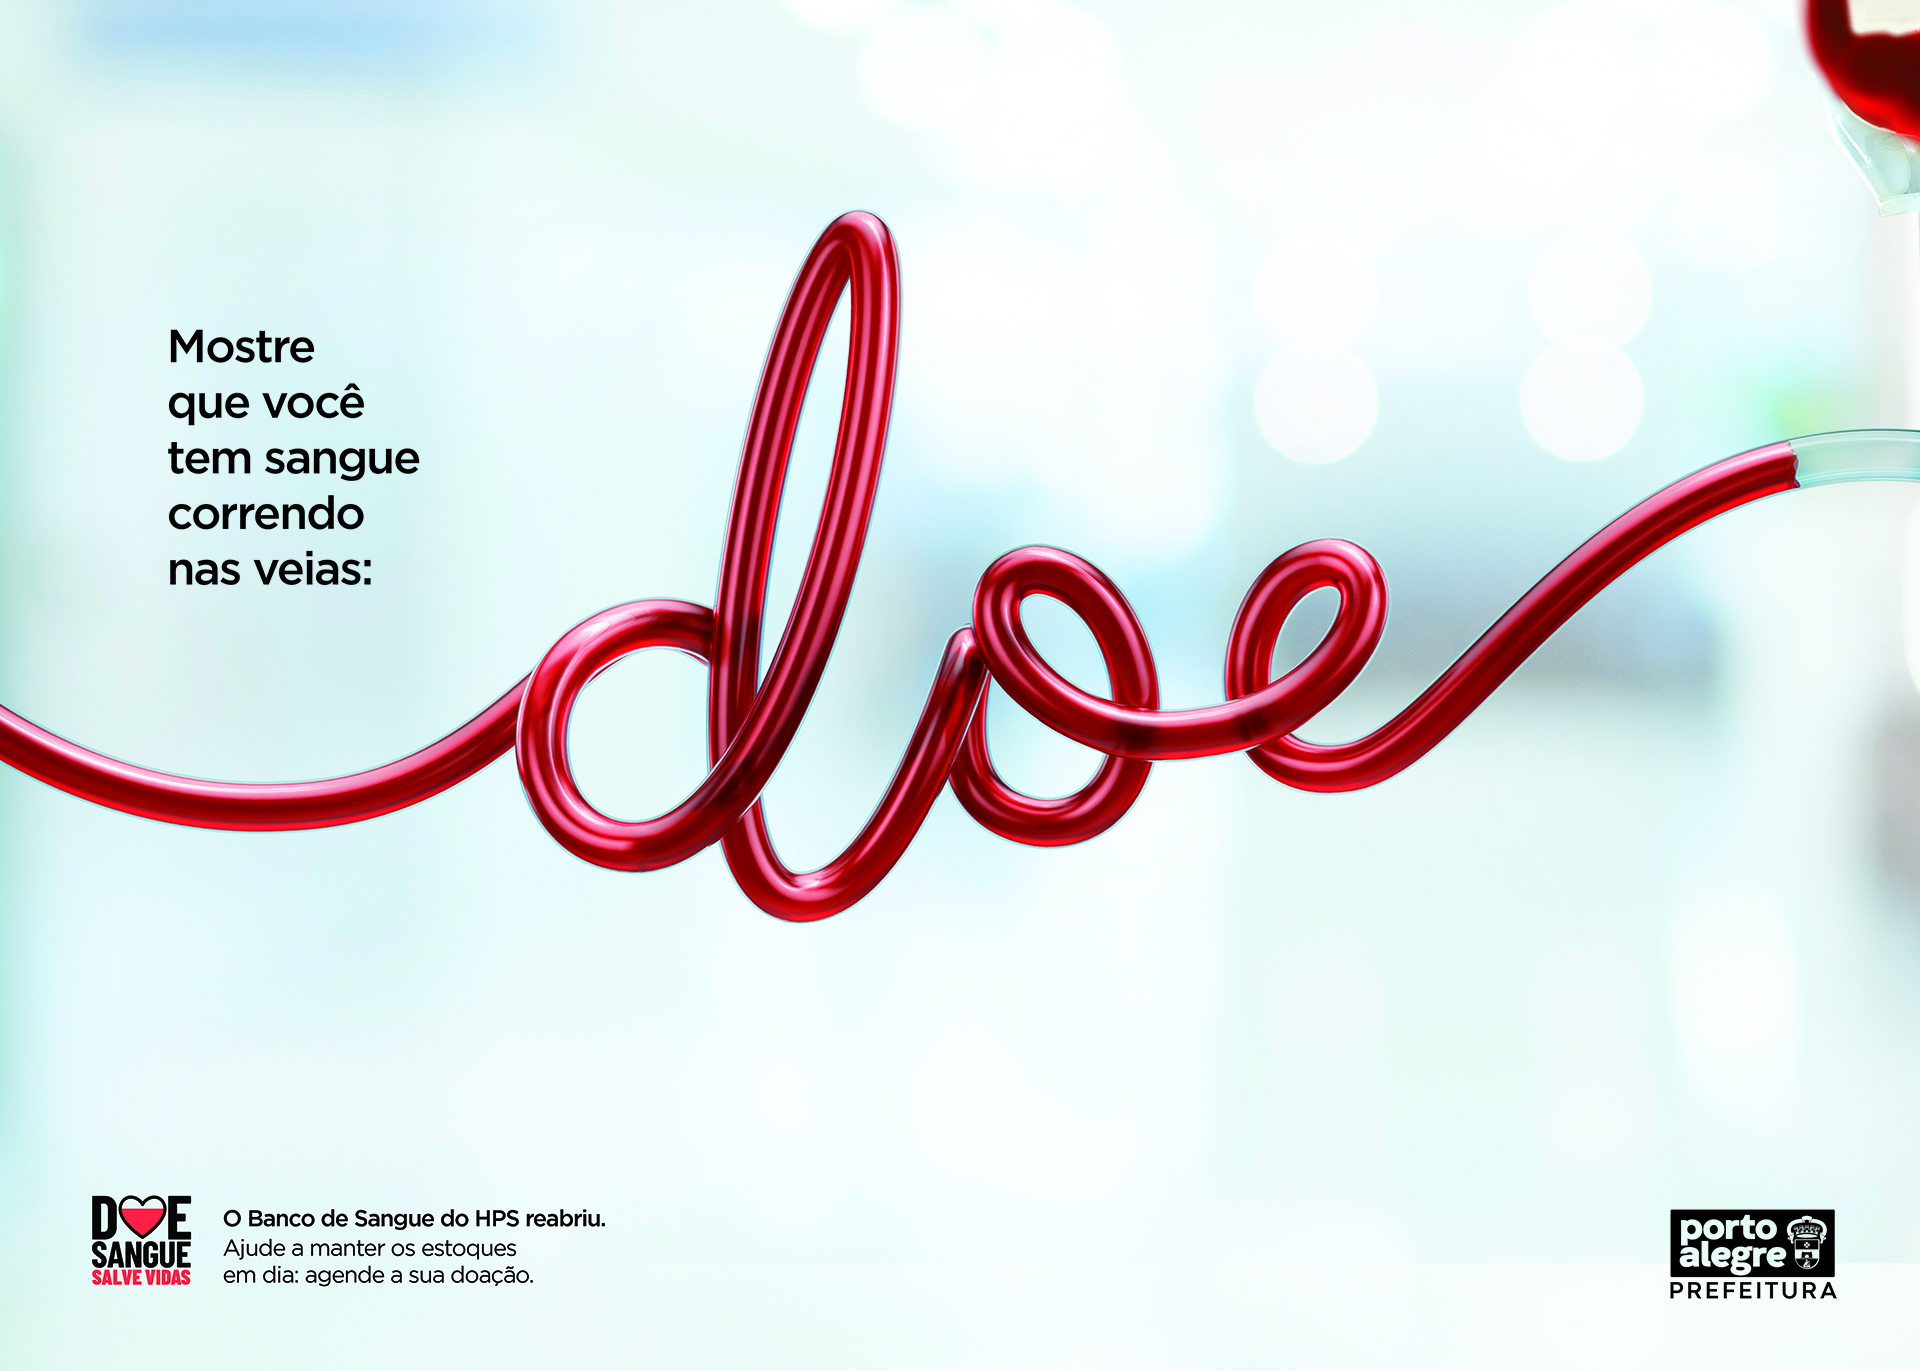 Mostre
que você
tem sangue
correndo
nas veias:
doe
DOE
SANGUE
SALVE VIDAS
O Banco de Sangue do HPS reabriu.
Ajude a manter os estoques
em dia: agende a sua doação.
porto
alegre
PREFEITURA